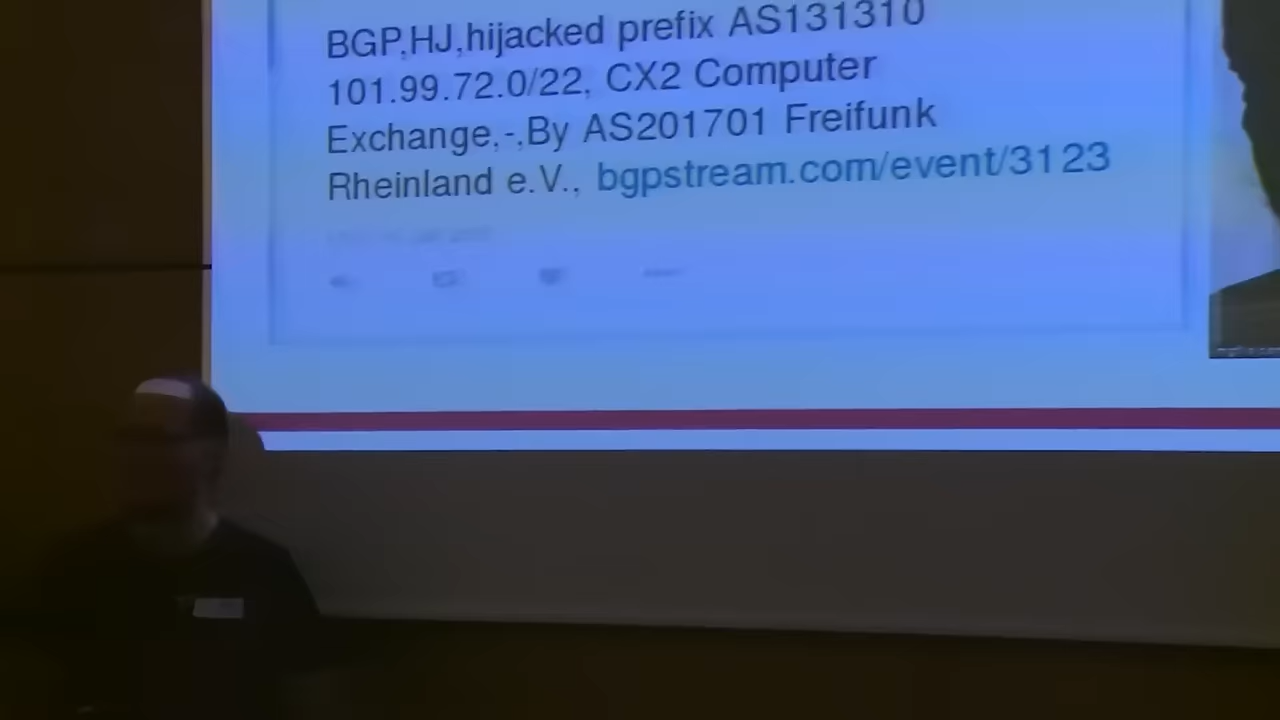 BGP,HJ,hijacked prefix AS131310
101.99.72.0/22, CX2 Computer
Exchange,-,By AS201701 Freifunk
Rheinland e.V., bgpstream.com/event/3123